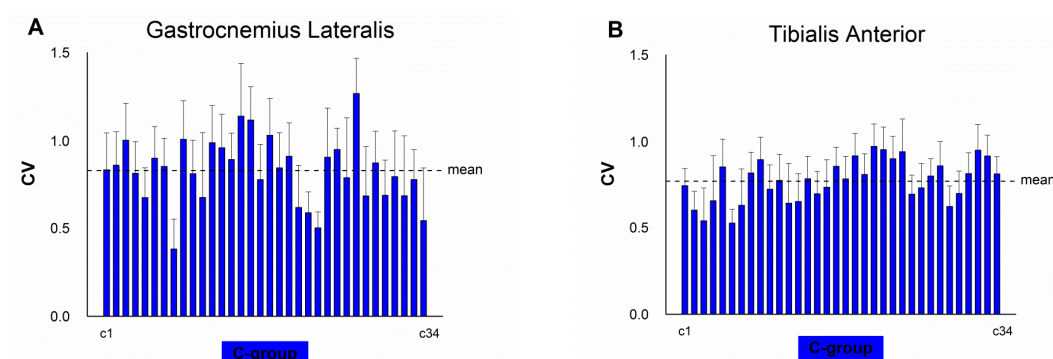 A
Gastrocnemius Lateralis
1.5
1.0
0.5
0.0
CV
mean
c1
c34
C-group
B
Tibialis Anterior
1.5
1.0
0.5
0.0
CV
mean
c1
c34
C-group